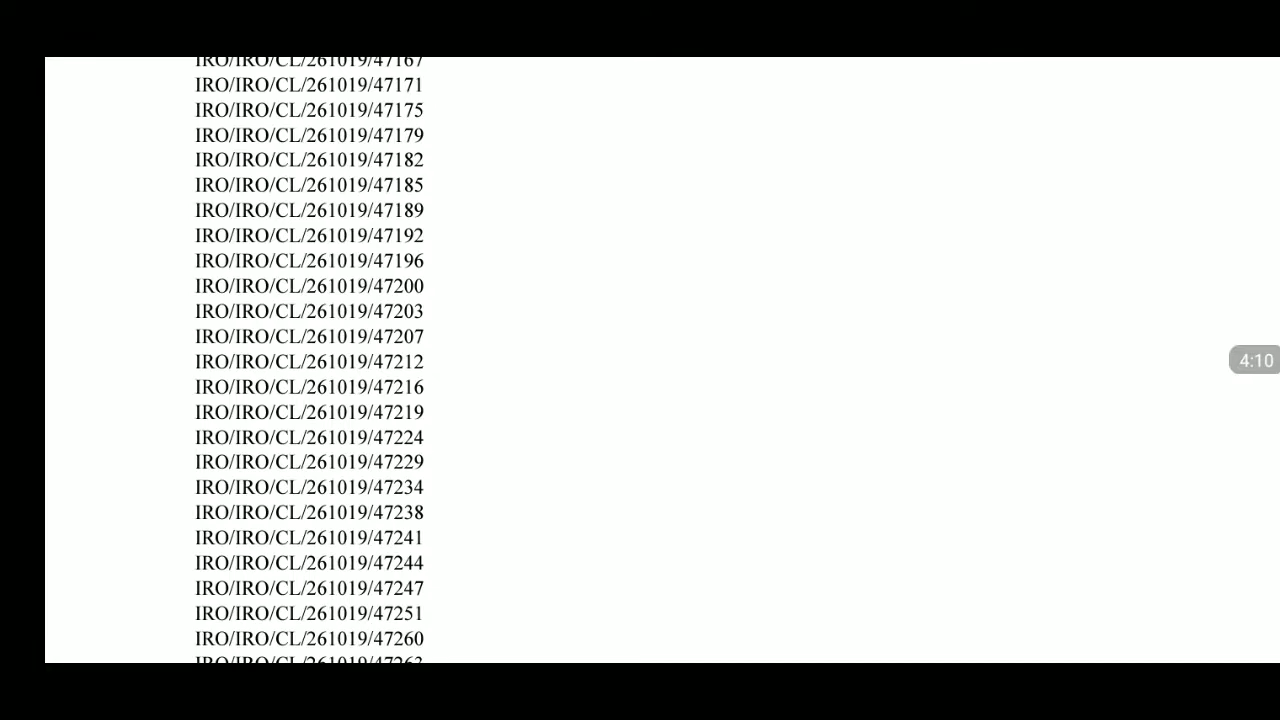 IRO/IRO/CL/261019/47167
IRO/IRO/CL/261019/47171
IRO/IRO/CL/261019/47175
IRO/IRO/CL/261019/47179
IRO/IRO/CL/261019/47182
IRO/IRO/CL/261019/47185
IRO/IRO/CL/261019/47189
IRO/IRO/CL/261019/47192
IRO/IRO/CL/261019/47196
IRO/IRO/CL/261019/47200
IRO/IRO/CL/261019/47203
IRO/IRO/CL/261019/47207
IRO/IRO/CL/261019/47212
IRO/IRO/CL/261019/47216
IRO/IRO/CL/261019/47219
IRO/IRO/CL/261019/47224
IRO/IRO/CL/261019/47229
IRO/IRO/CL/261019/47234
IRO/IRO/CL/261019/47238
IRO/IRO/CL/261019/47241
IRO/IRO/CL/261019/47244
IRO/IRO/CL/261019/47247
IRO/IRO/CL/261019/47251
IRO/IRO/CL/261019/47260
4:10